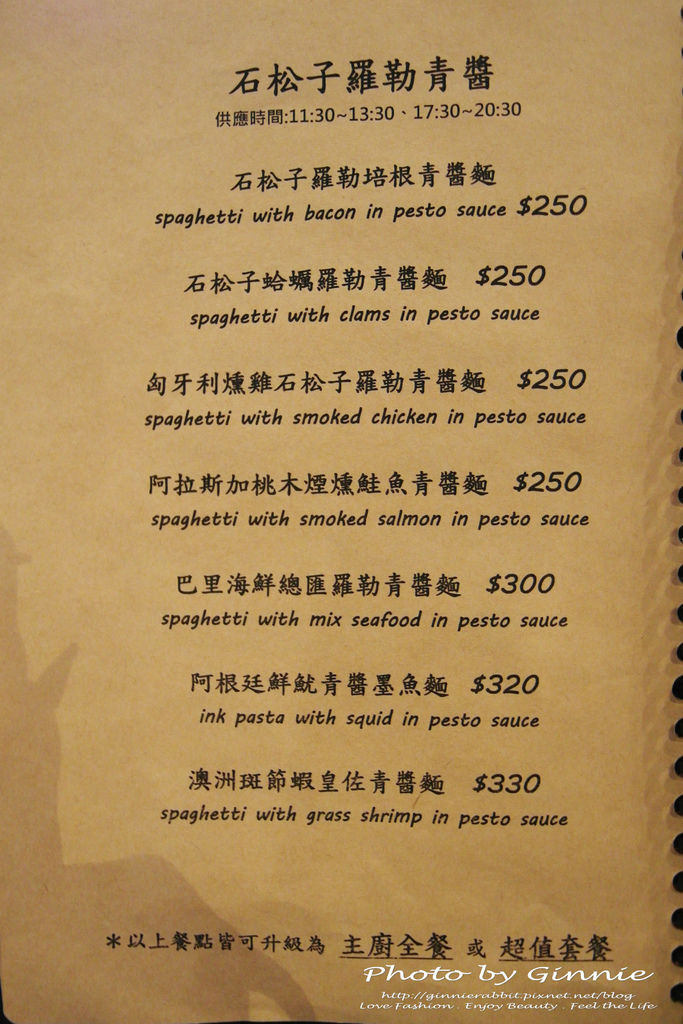 石松子羅勒青醬
供應時間:11:30~13:30、17:30~20:30
石松子羅勒培根青醬麵
spaghetti with bacon in pesto sauce $250
石松子蛤蠣羅勒青醬麵 $250
spaghetti with clams in pesto sauce
匈牙利燻雞石松子羅勒青醬麵 $250
spaghetti with smoked chicken in pesto sauce
阿拉斯加桃木煙燻鮭魚青醬麵 $250
spaghetti with smoked salmon in pesto sauce
巴里海鮮總匯羅勒青醬麵 $300
spaghetti with mix seafood in pesto sauce
阿根廷鮮魷青醬墨魚麵 $320
ink pasta with squid in pesto sauce
澳洲斑節蝦皇佐青醬麵 $330
spaghetti with grass shrimp in pesto sauce
*以上餐點皆可升級為 主廚全餐 或 超值套餐
Photo by Ginnie
http://ginnierabbit.pixnet.net/blog
Love Fashion . Enjoy Beauty . Feel the Life